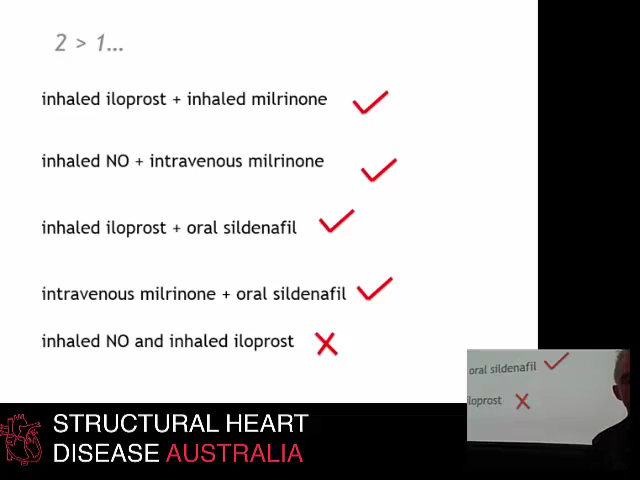 2 > 1...
inhaled iloprost + inhaled milrinone
inhaled NO + intravenous milrinone
inhaled iloprost + oral sildenafil
intravenous milrinone + oral sildenafil
inhaled NO and inhaled iloprost
oral sildenafil
iloprost
STRUCTURAL HEART
DISEASE AUSTRALIA